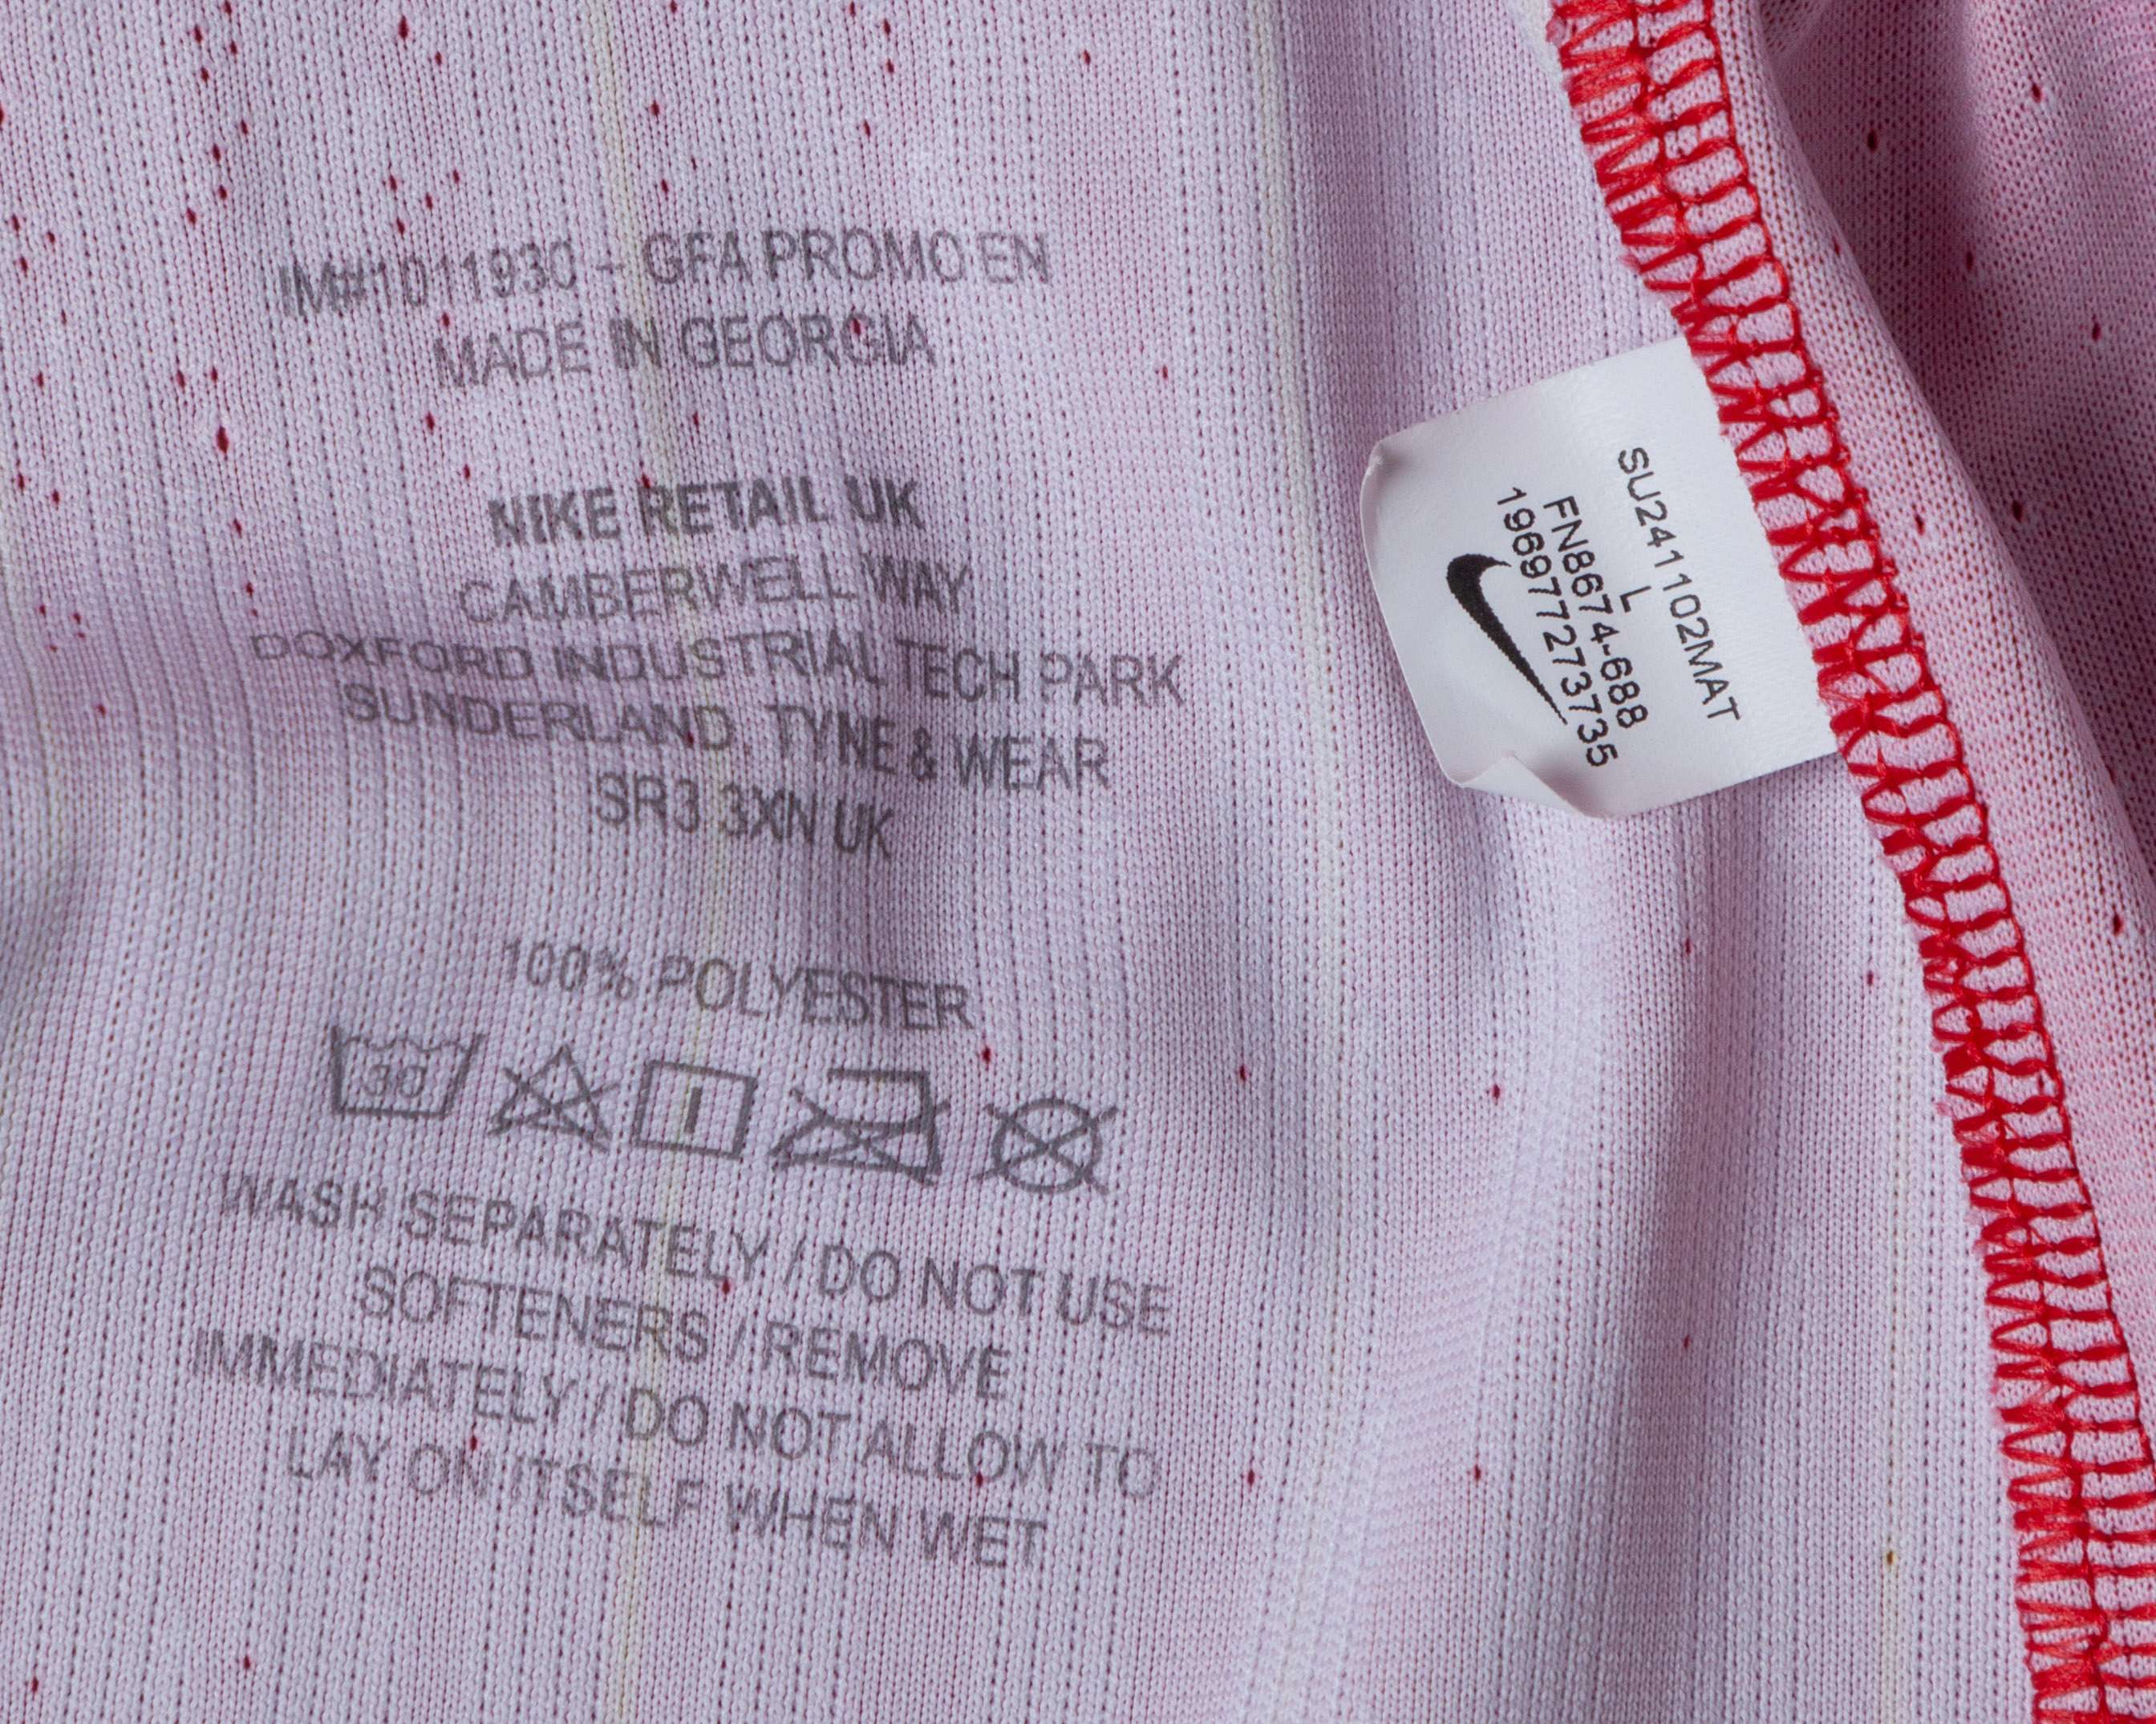 IM#1011930 - GFA PROMO EN
MADE IN GEORGIA
NIKE RETAIL UK
CAMBERWELL WAY
DOXFORD INDUSTRIAL TECH PARK
SUNDERLAND, TYNE & WEAR
SR3 3XN UK
100% POLYESTER
30
WASH SEPARATELY / DO NOT USE
SOFTENERS / REMOVE
IMMEDIATELY / DO NOT ALLOW TO
LAY ON ITSELF WHEN WET
SU241102MAT
L
FN8674-688
196977273735